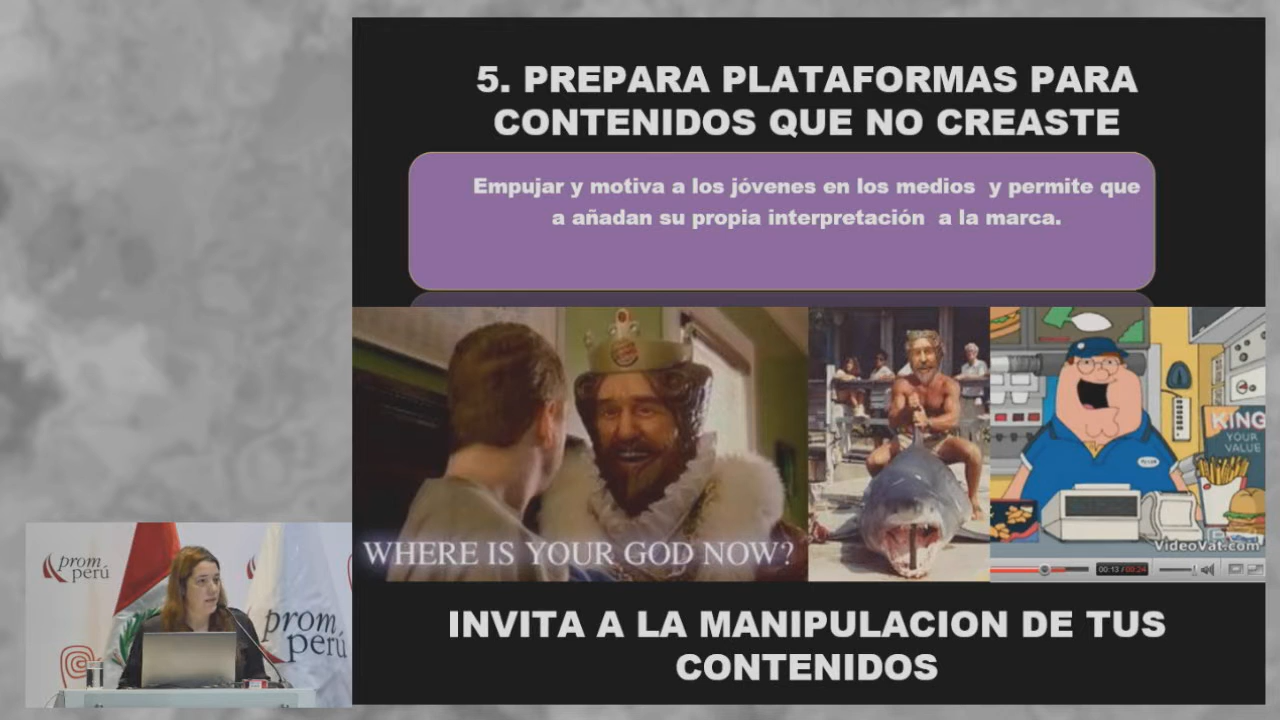 5. PREPARA PLATAFORMAS PARA
CONTENIDOS QUE NO CREASTE
Empujar y motiva a los jóvenes en los medios y permite que
a añadan su propia interpretación a la marca.
WHERE IS YOUR GOD NOW?
KING
YOUR
VALUE
VideoVat.com
00:13 / 00:24
INVITA A LA MANIPULACION DE TUS
CONTENIDOS
prom
perú
prom
perú